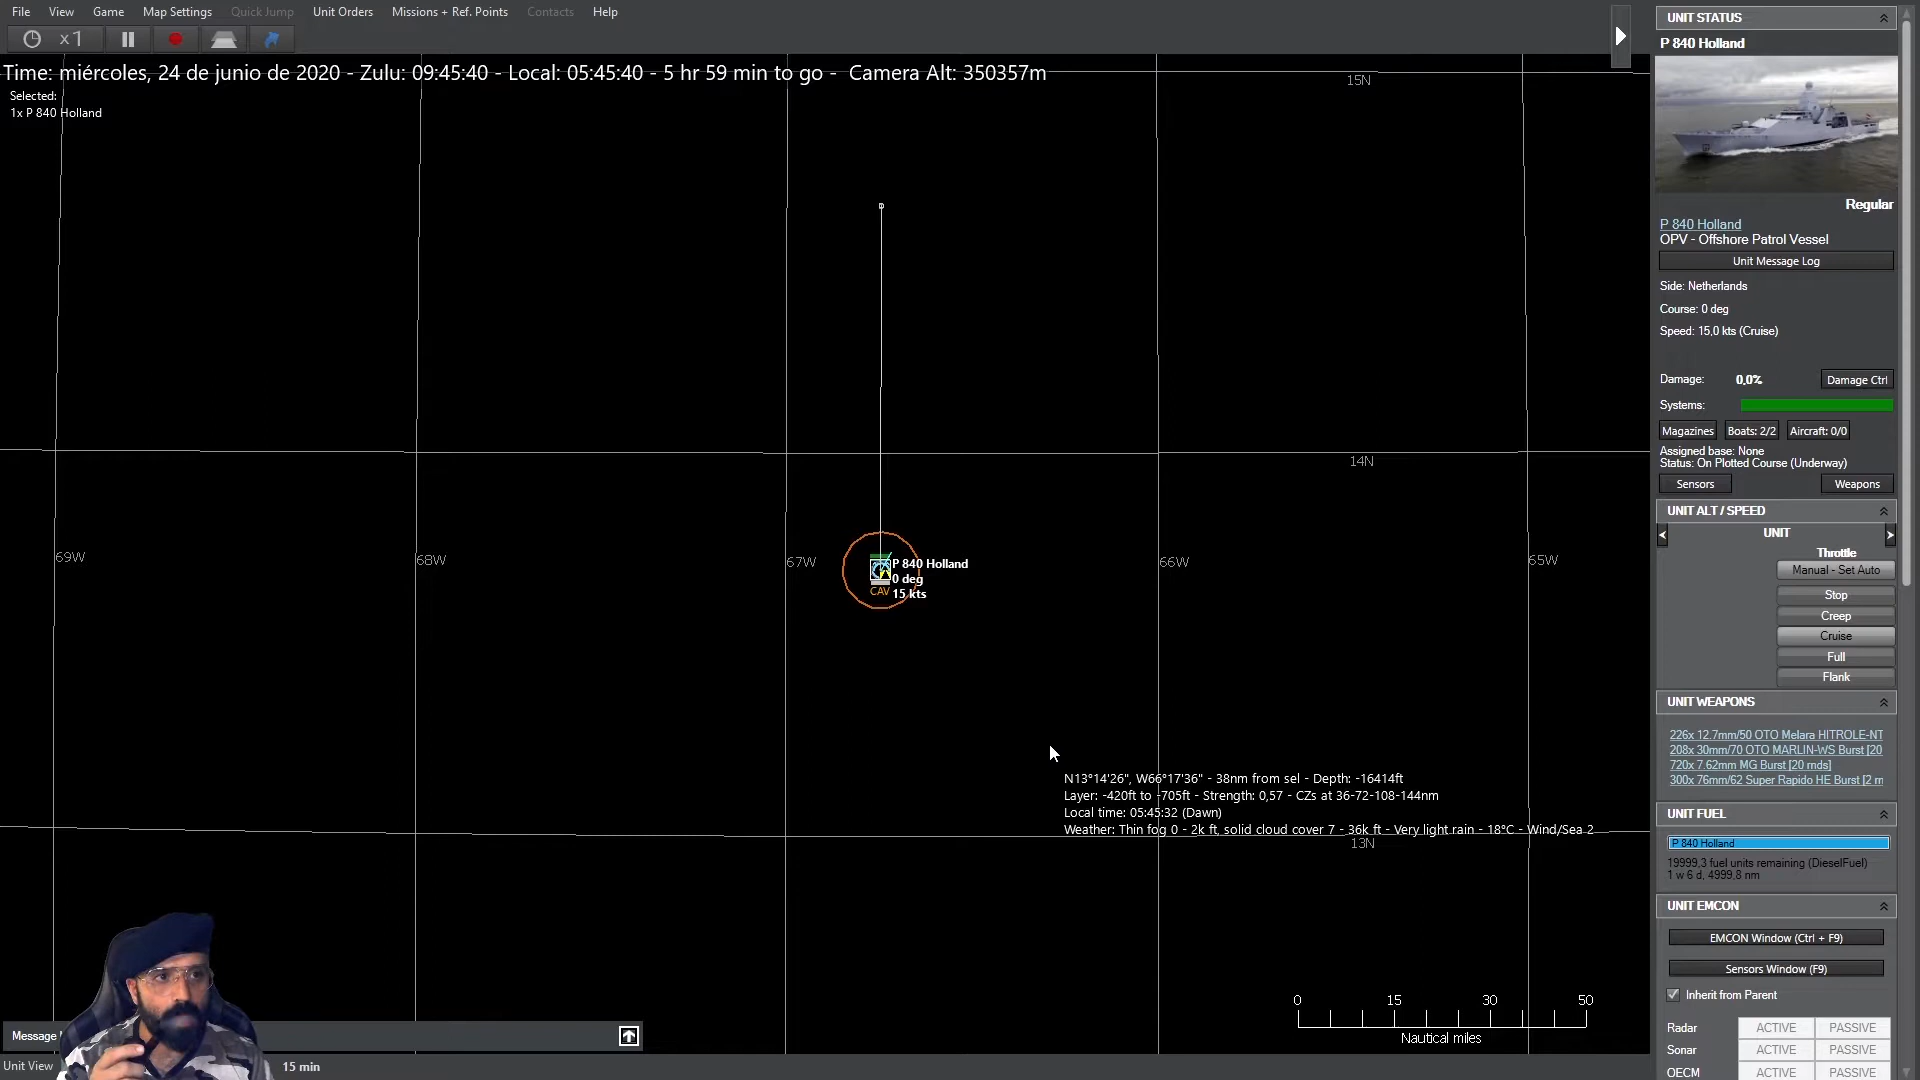 File View Game Map Settings Quick Jump Unit Orders Missions + Ref. Points Contacts Help
x1
Time: miércoles, 24 de junio de 2020 - Zulu: 09:45:40 - Local: 05:45:40 - 5 hr 59 min to go - Camera Alt: 350357m
Selected:
1x P 840 Holland
15N
14N
69W
68W
67W
66W
65W
P 840 Holland
0 deg
CAV
15 kts
N13°14'26", W66°17'36" - 38nm from sel - Depth: -16414ft
Layer: -420ft to -705ft - Strength: 0,57 - CZs at 36-72-108-144nm
Local time: 05:45:32 (Dawn)
Weather: Thin fog 0 - 2k ft, solid cloud cover 7 - 36k ft - Very light rain - 18°C - Wind/Sea 2
13N
0 15 30 50
Nautical miles
Message
Unit View
15 min
UNIT STATUS
P 840 Holland
Regular
P 840 Holland
OPV - Offshore Patrol Vessel
Unit Message Log
Side: Netherlands
Course: 0 deg
Speed: 15,0 kts (Cruise)
Damage: 0,0% Damage Ctrl
Systems:
Magazines Boats: 2/2 Aircraft: 0/0
Assigned base: None
Status: On Plotted Course (Underway)
Sensors Weapons
UNIT ALT / SPEED
UNIT
Throttle
Manual - Set Auto
Stop
Creep
Cruise
Full
Flank
UNIT WEAPONS
226x 12.7mm/50 OTO Melara HITROLE-NT
208x 30mm/70 OTO MARLIN-WS Burst [20
720x 7.62mm MG Burst [20 rnds]
300x 76mm/62 Super Rapido HE Burst [2 r
UNIT FUEL
P 840 Holland
19999,3 fuel units remaining (DieselFuel)
1 w 6 d, 4999,8 nm
UNIT EMCON
EMCON Window (Ctrl + F9)
Sensors Window (F9)
Inherit from Parent
Radar ACTIVE PASSIVE
Sonar ACTIVE PASSIVE
OECM ACTIVE PASSIVE